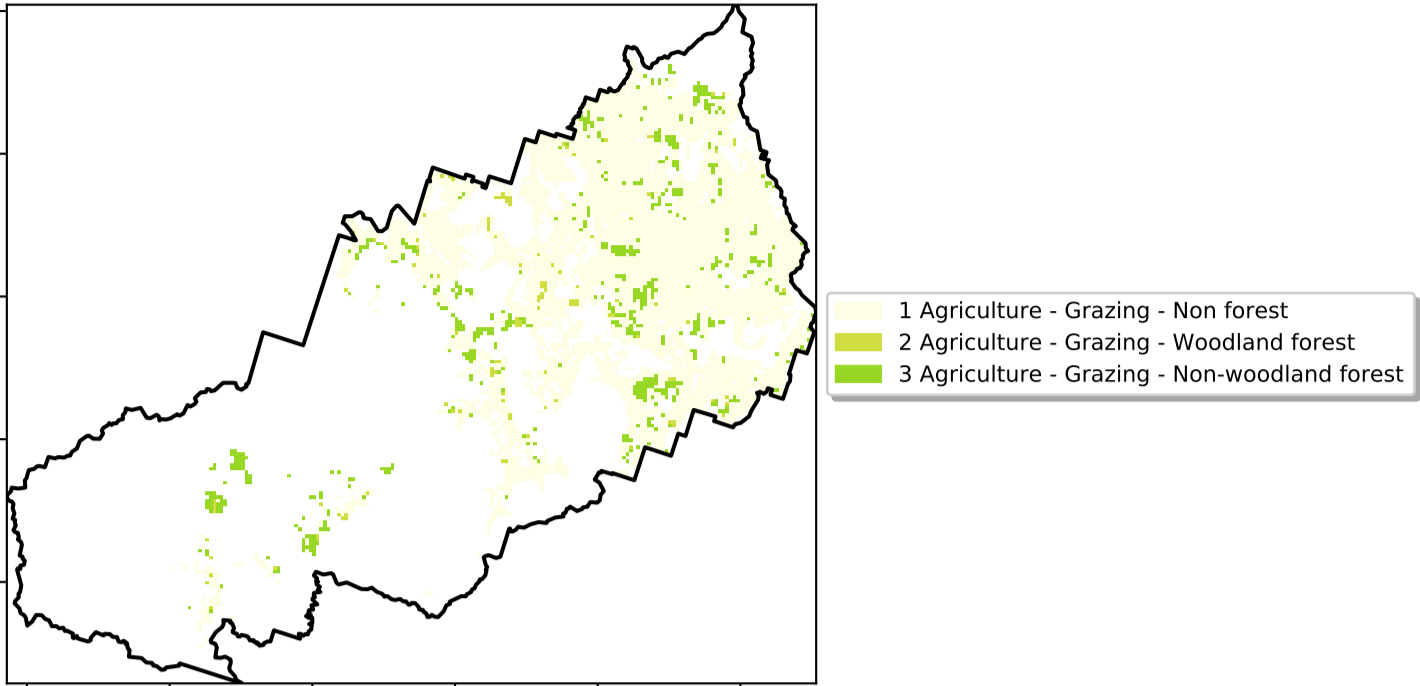 1 Agriculture - Grazing - Non forest
2 Agriculture - Grazing - Woodland forest
3 Agriculture - Grazing - Non-woodland forest